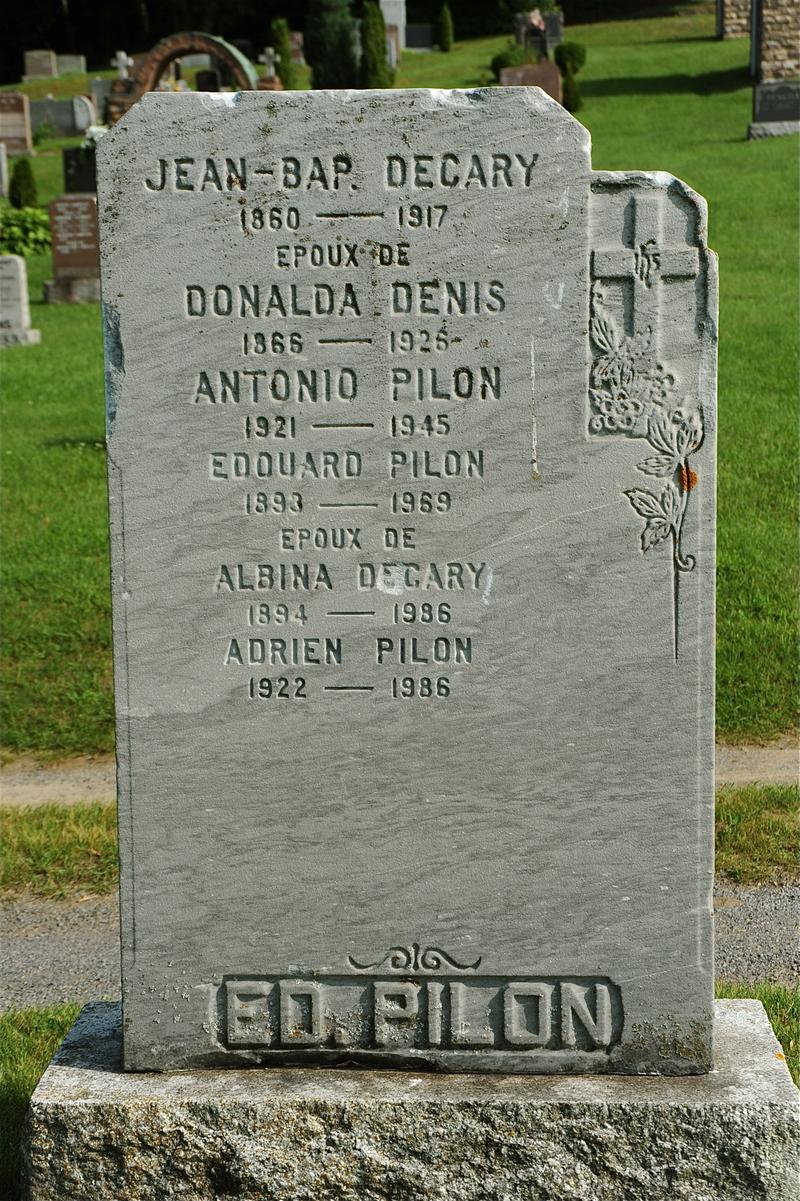 JEAN-BAP. DECARY
1860 — 1917
EPOUX DE
DONALDA DENIS
1866 — 1926
ANTONIO PILON
1921 — 1945
EDOUARD PILON
1893 — 1969
EPOUX DE
ALBINA DECARY
1894 — 1986
ADRIEN PILON
1922 — 1986
IHS
ED. PILON